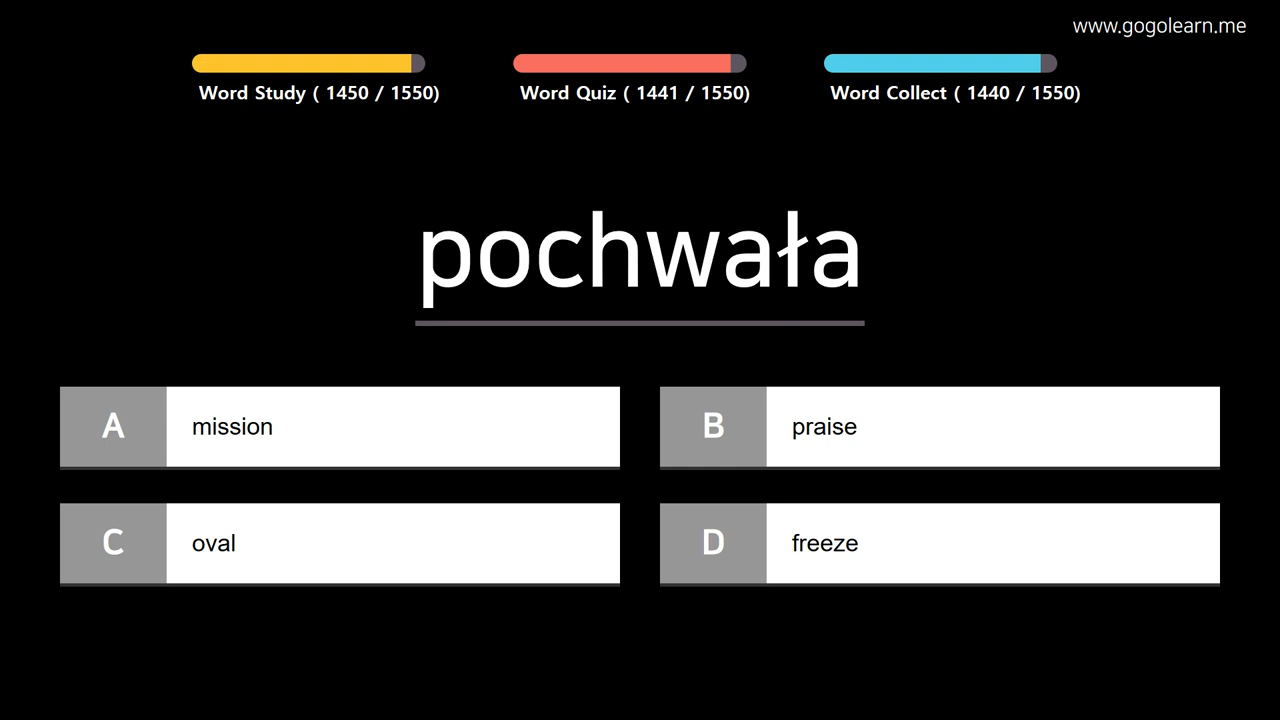 www.gogolearn.me
Word Study ( 1450 / 1550)
Word Quiz ( 1441 / 1550)
Word Collect ( 1440 / 1550)
pochwała
A mission
B praise
C oval
D freeze